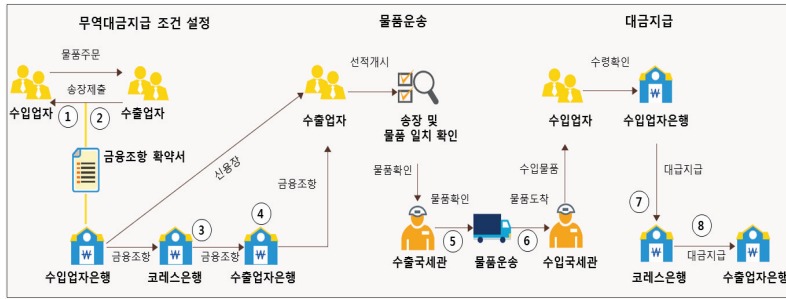 무역대금지급 조건 설정
물품운송
대금지급
물품주문
송장제출
수입업자
1
2
수출업자
금융조항 확약서
신용장
수입업자은행
금융조항
3
코레스은행
금융조항
4
수출업자은행
금융조항
수출업자
선적개시
송장 및
물품 일치 확인
물품확인
수출국세관
물품확인
5
물품운송
물품도착
6
수입국세관
수입물품
수입업자
수령확인
수입업자은행
대급지급
7
코레스은행
8
대금지급
수출업자은행